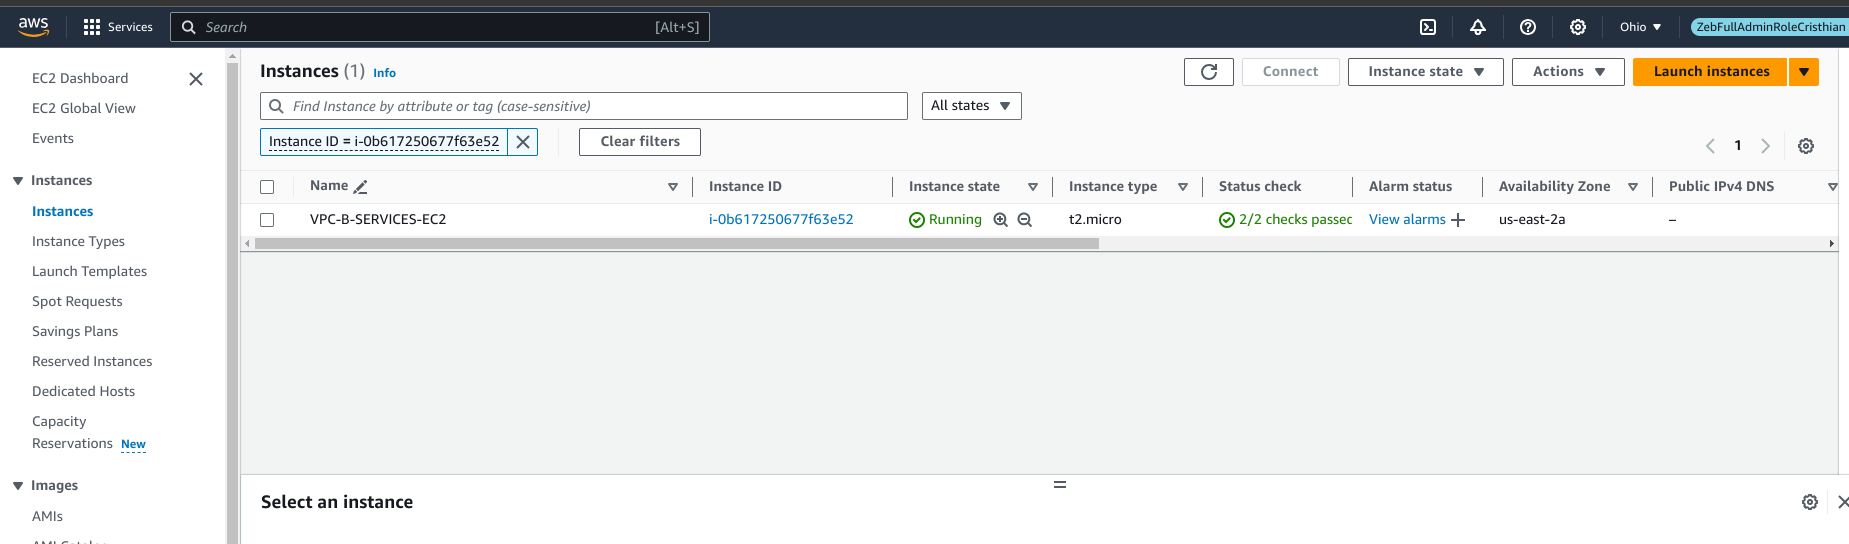 aws
Services
Search
[Alt+S]
Ohio
ZebFullAdminRoleCristhian
EC2 Dashboard
EC2 Global View
Events
Instances
Instances
Instance Types
Launch Templates
Spot Requests
Savings Plans
Reserved Instances
Dedicated Hosts
Capacity
Reservations New
Images
AMIs
AMI Catalog
Instances (1) Info
Connect
Instance state
Actions
Launch instances
Find Instance by attribute or tag (case-sensitive)
All states
Instance ID = i-0b617250677f63e52
Clear filters
1
Name Instance ID Instance state Instance type Status check Alarm status Availability Zone Public IPv4 DNS
VPC-B-SERVICES-EC2 i-0b617250677f63e52 Running t2.micro 2/2 checks passec View alarms + us-east-2a –
Select an instance